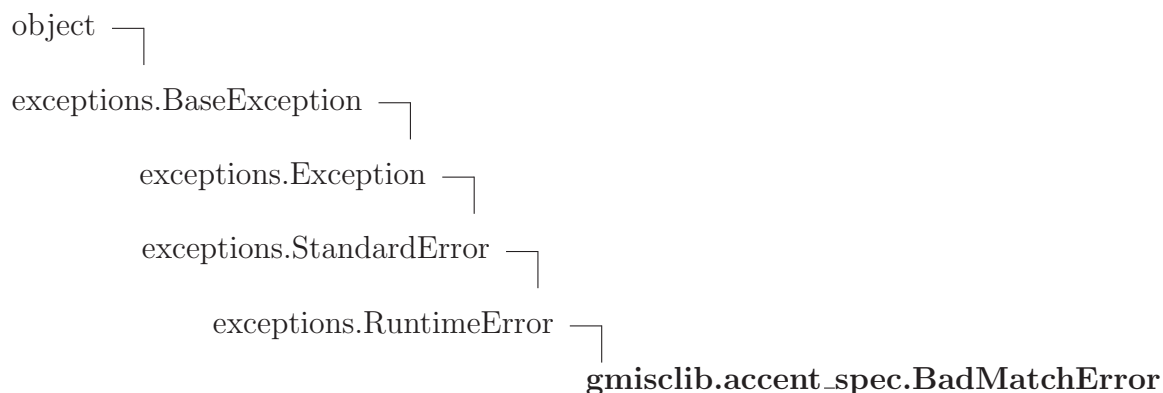 object
exceptions.BaseException
exceptions.Exception
exceptions.StandardError
exceptions.RuntimeError
gmisclib.accent_spec.BadMatchError